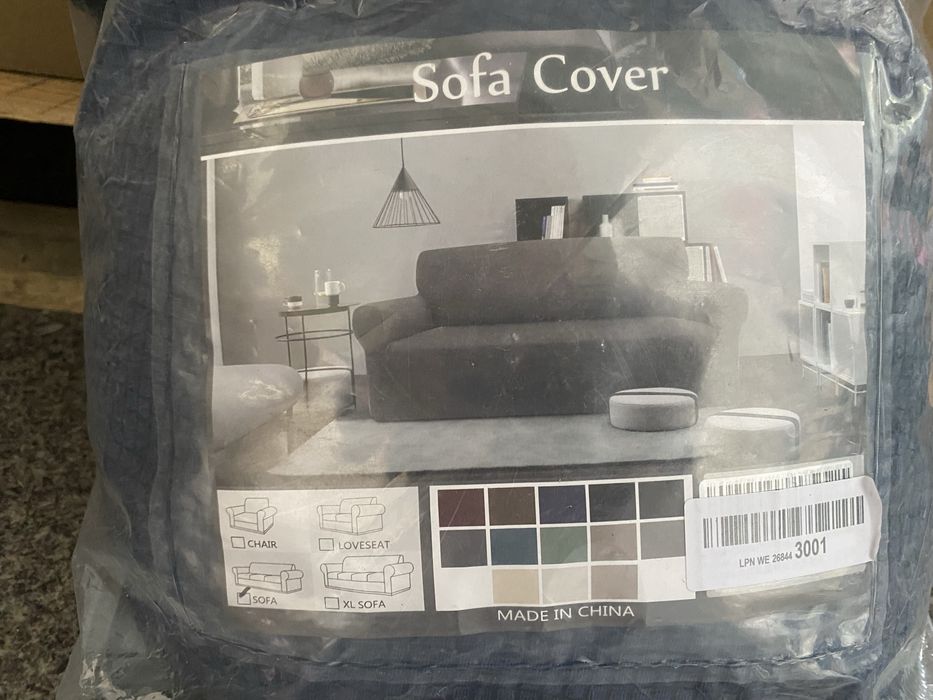 Sofa Cover
CHAIR
LOVESEAT
SOFA
XL SOFA
MADE IN CHINA
LPN WE 26844 3001